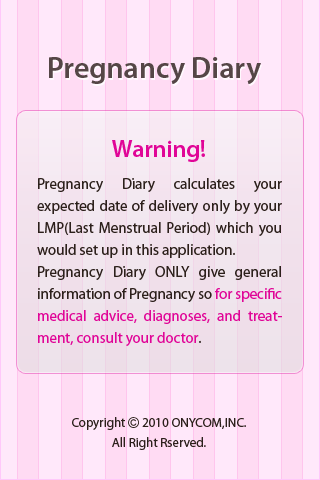 Pregnancy Diary
Warning!
Pregnancy Diary calculates your
expected date of delivery only by your
LMP(Last Menstrual Period) which you
would set up in this application.
Pregnancy Diary ONLY give general
information of Pregnancy so for specific
medical advice, diagnoses, and treat-
ment, consult your doctor.
Copyright © 2010 ONYCOM,INC.
All Right Rserved.